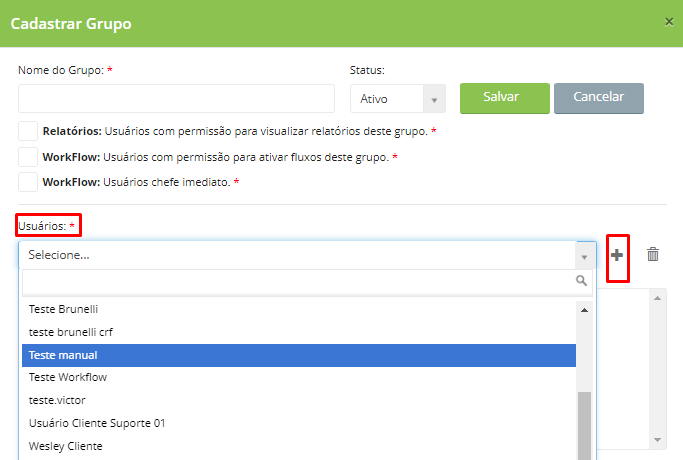 Cadastrar Grupo
Nome do Grupo: *
Status:
Ativo
Salvar
Cancelar
Relatórios: Usuários com permissão para visualizar relatórios deste grupo. *
WorkFlow: Usuários com permissão para ativar fluxos deste grupo. *
WorkFlow: Usuários chefe imediato. *
Usuários: *
Selecione...
Teste Brunelli
teste brunelli crf
Teste manual
Teste Workflow
teste.victor
Usuário Cliente Suporte 01
Wesley Cliente